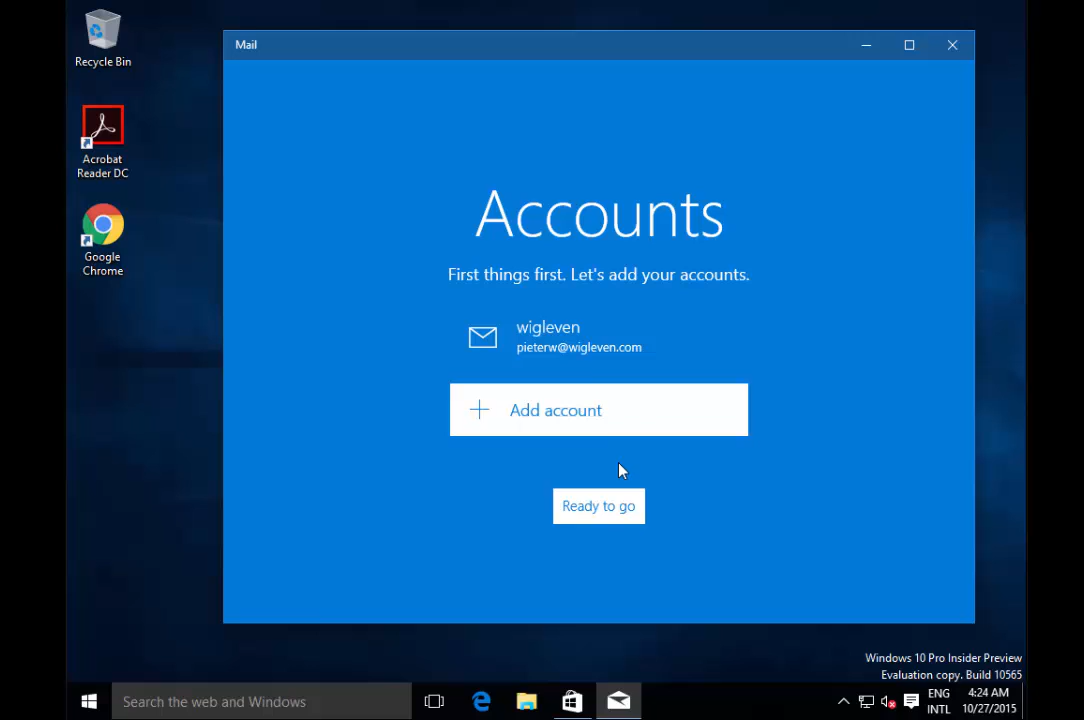 Recycle Bin
Acrobat
Reader DC
Google
Chrome
Mail
Accounts
First things first. Let's add your accounts.
wigleven
pieterw@wigleven.com
Add account
Ready to go
Windows 10 Pro Insider Preview
Evaluation copy. Build 10565
Search the web and Windows
ENG
INTL
4:24 AM
10/27/2015